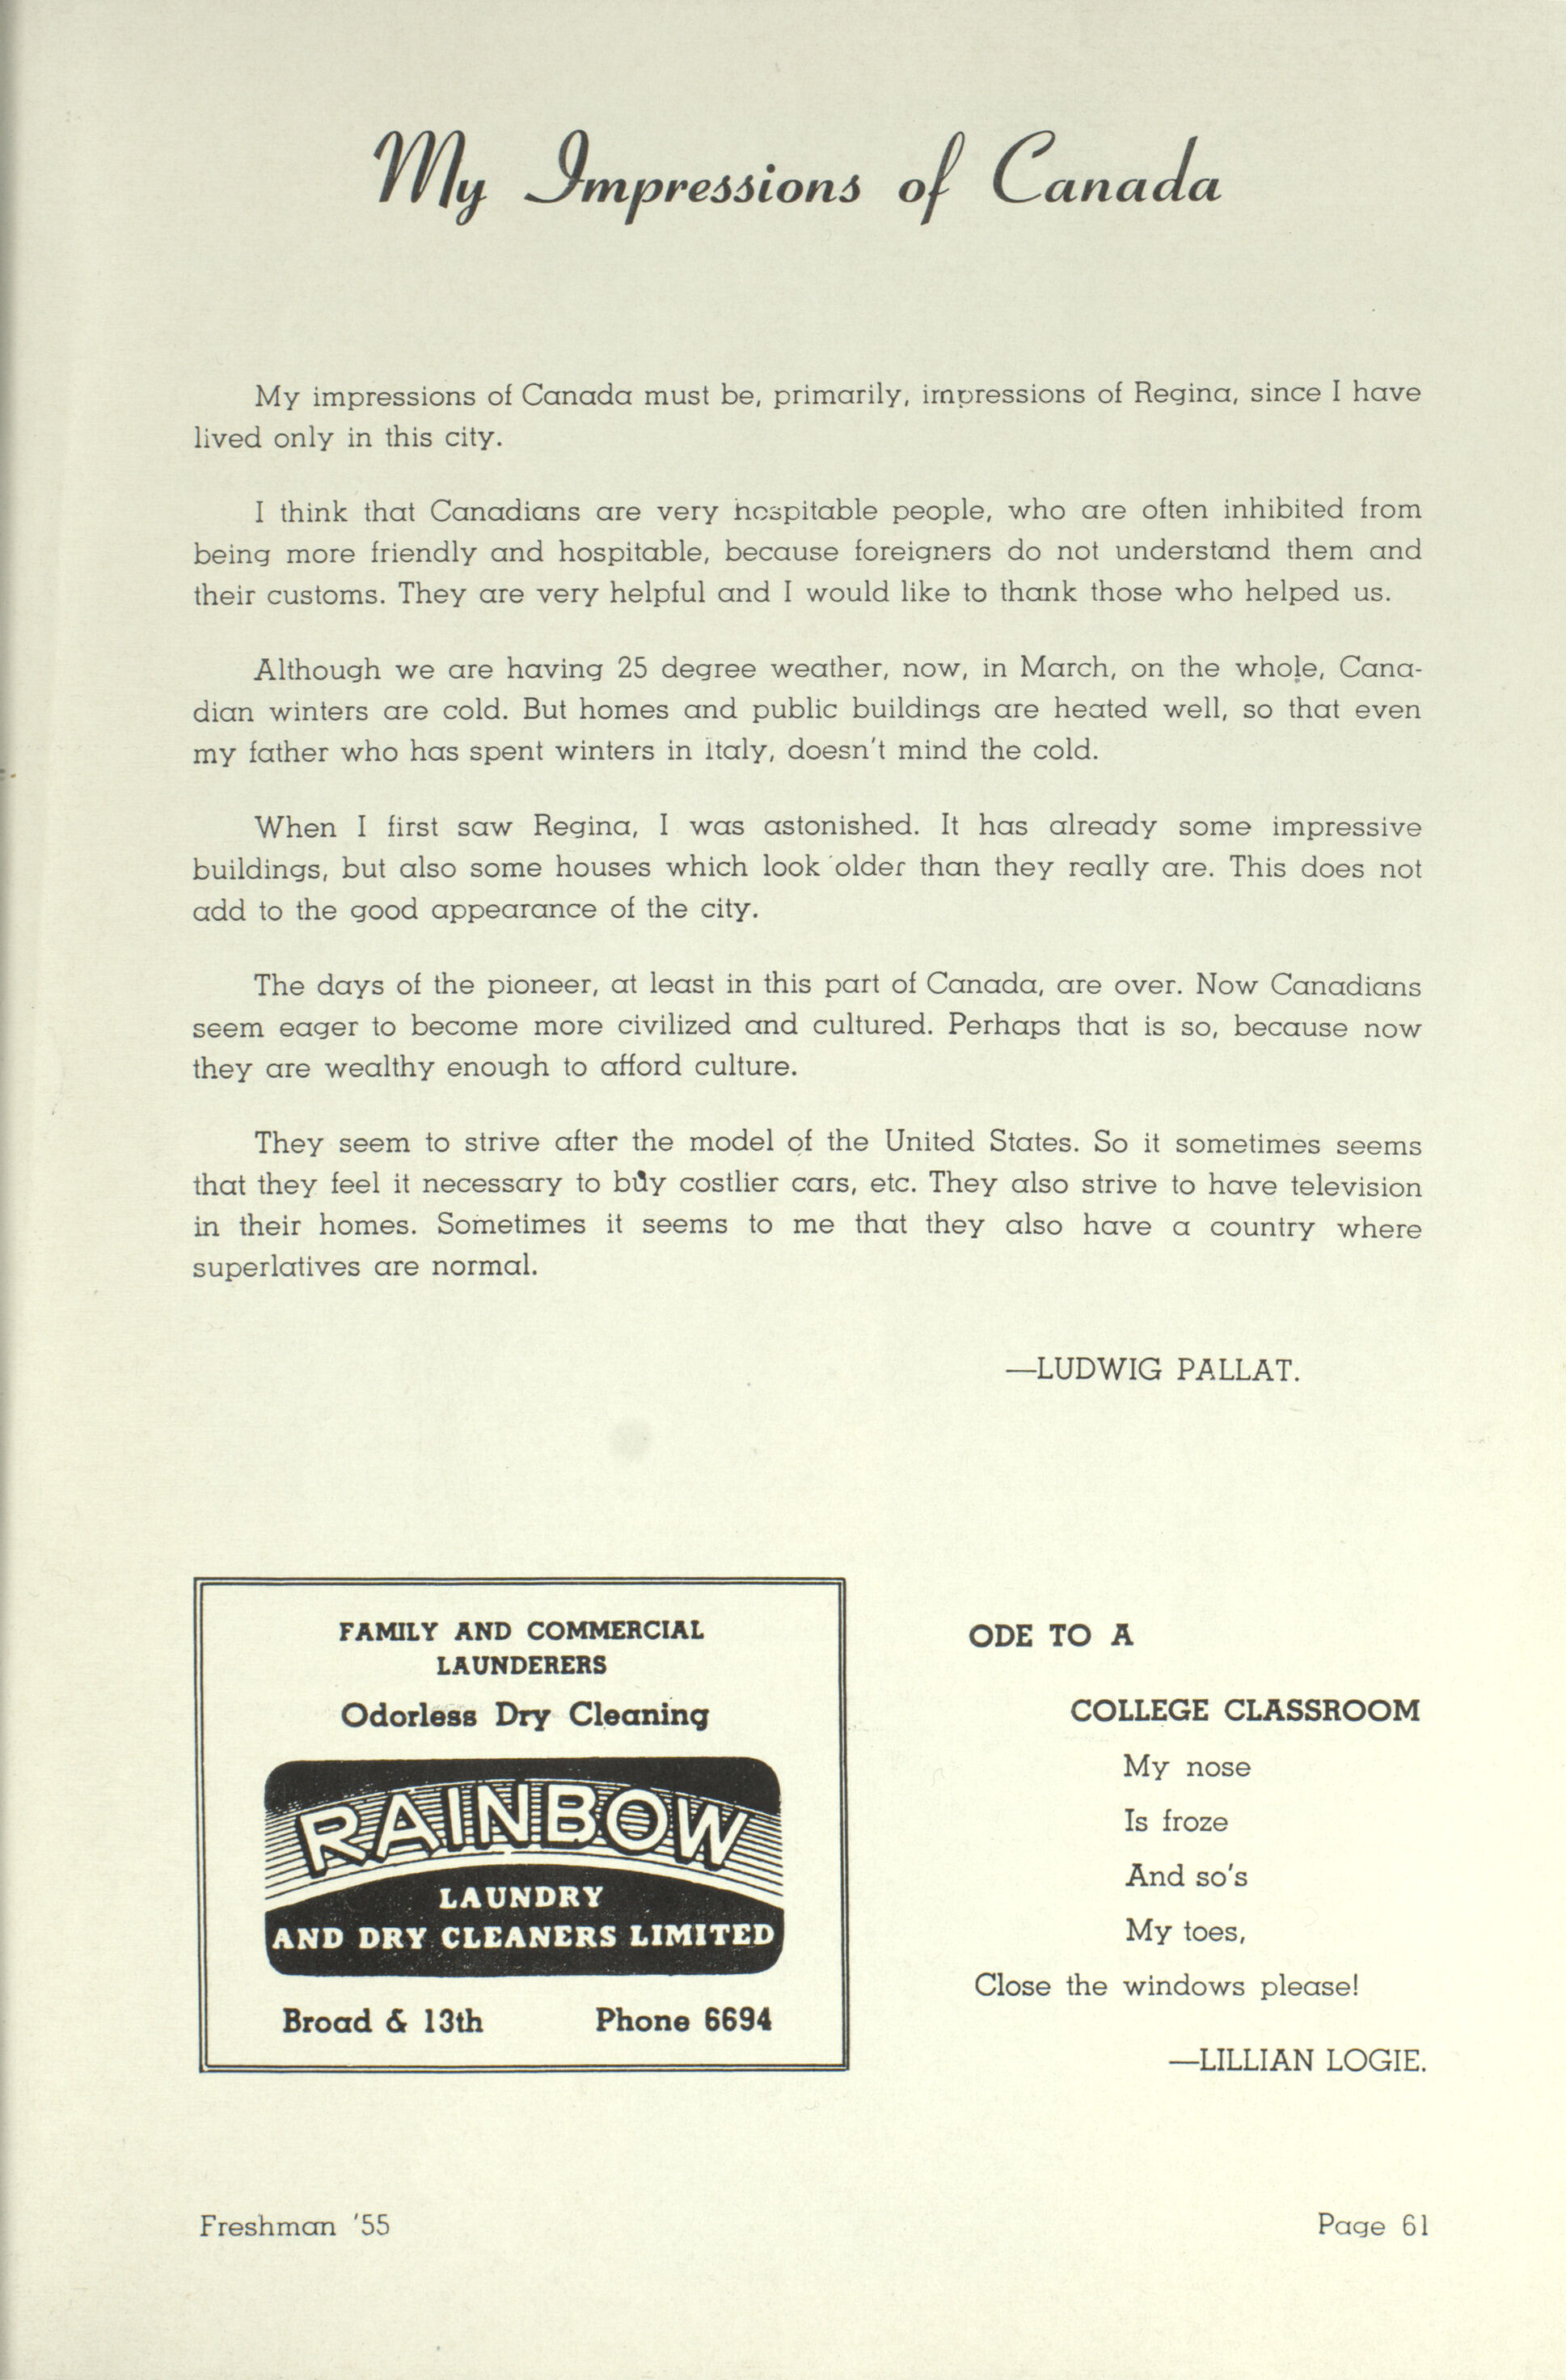 My Impressions of Canada
My impressions of Canada must be, primarily, impressions of Regina, since I have
lived only in this city.
I think that Canadians are very hospitable people, who are often inhibited from
being more friendly and hospitable, because foreigners do not understand them and
their customs. They are very helpful and I would like to thank those who helped us.
Although we are having 25 degree weather, now, in March, on the whole, Cana-
dian winters are cold. But homes and public buildings are heated well, so that even
my father who has spent winters in Italy, doesn't mind the cold.
When I first saw Regina, I was astonished. It has already some impressive
buildings, but also some houses which look older than they really are. This does not
add to the good appearance of the city.
The days of the pioneer, at least in this part of Canada, are over. Now Canadians
seem eager to become more civilized and cultured. Perhaps that is so, because now
they are wealthy enough to afford culture.
They seem to strive after the model of the United States. So it sometimes seems
that they feel it necessary to buy costlier cars, etc. They also strive to have television
in their homes. Sometimes it seems to me that they also have a country where
superlatives are normal.
—LUDWIG PALLAT.
FAMILY AND COMMERCIAL
LAUNDERERS
Odorless Dry Cleaning
RAINBOW
LAUNDRY
AND DRY CLEANERS LIMITED
Broad & 13th Phone 6694
ODE TO A
COLLEGE CLASSROOM
My nose
Is froze
And so's
My toes,
Close the windows please!
—LILLIAN LOGIE.
Freshman '55 Page 61